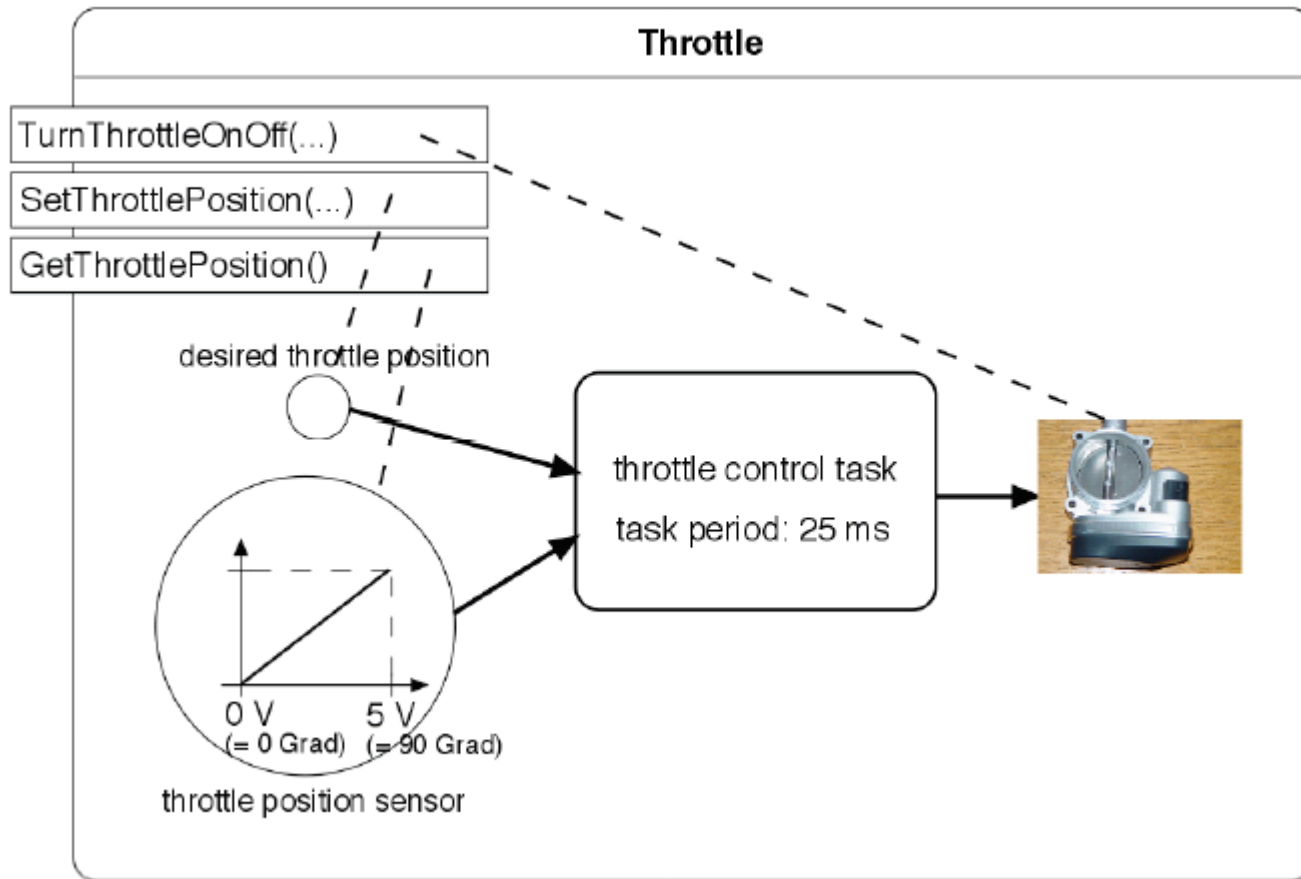 Throttle
TurnThrottleOnOff(...)
SetThrottlePosition(...)
GetThrottlePosition()
desired throttle position
throttle control task
task period: 25 ms
0 V
5 V
(= 0 Grad)
(= 90 Grad)
throttle position sensor